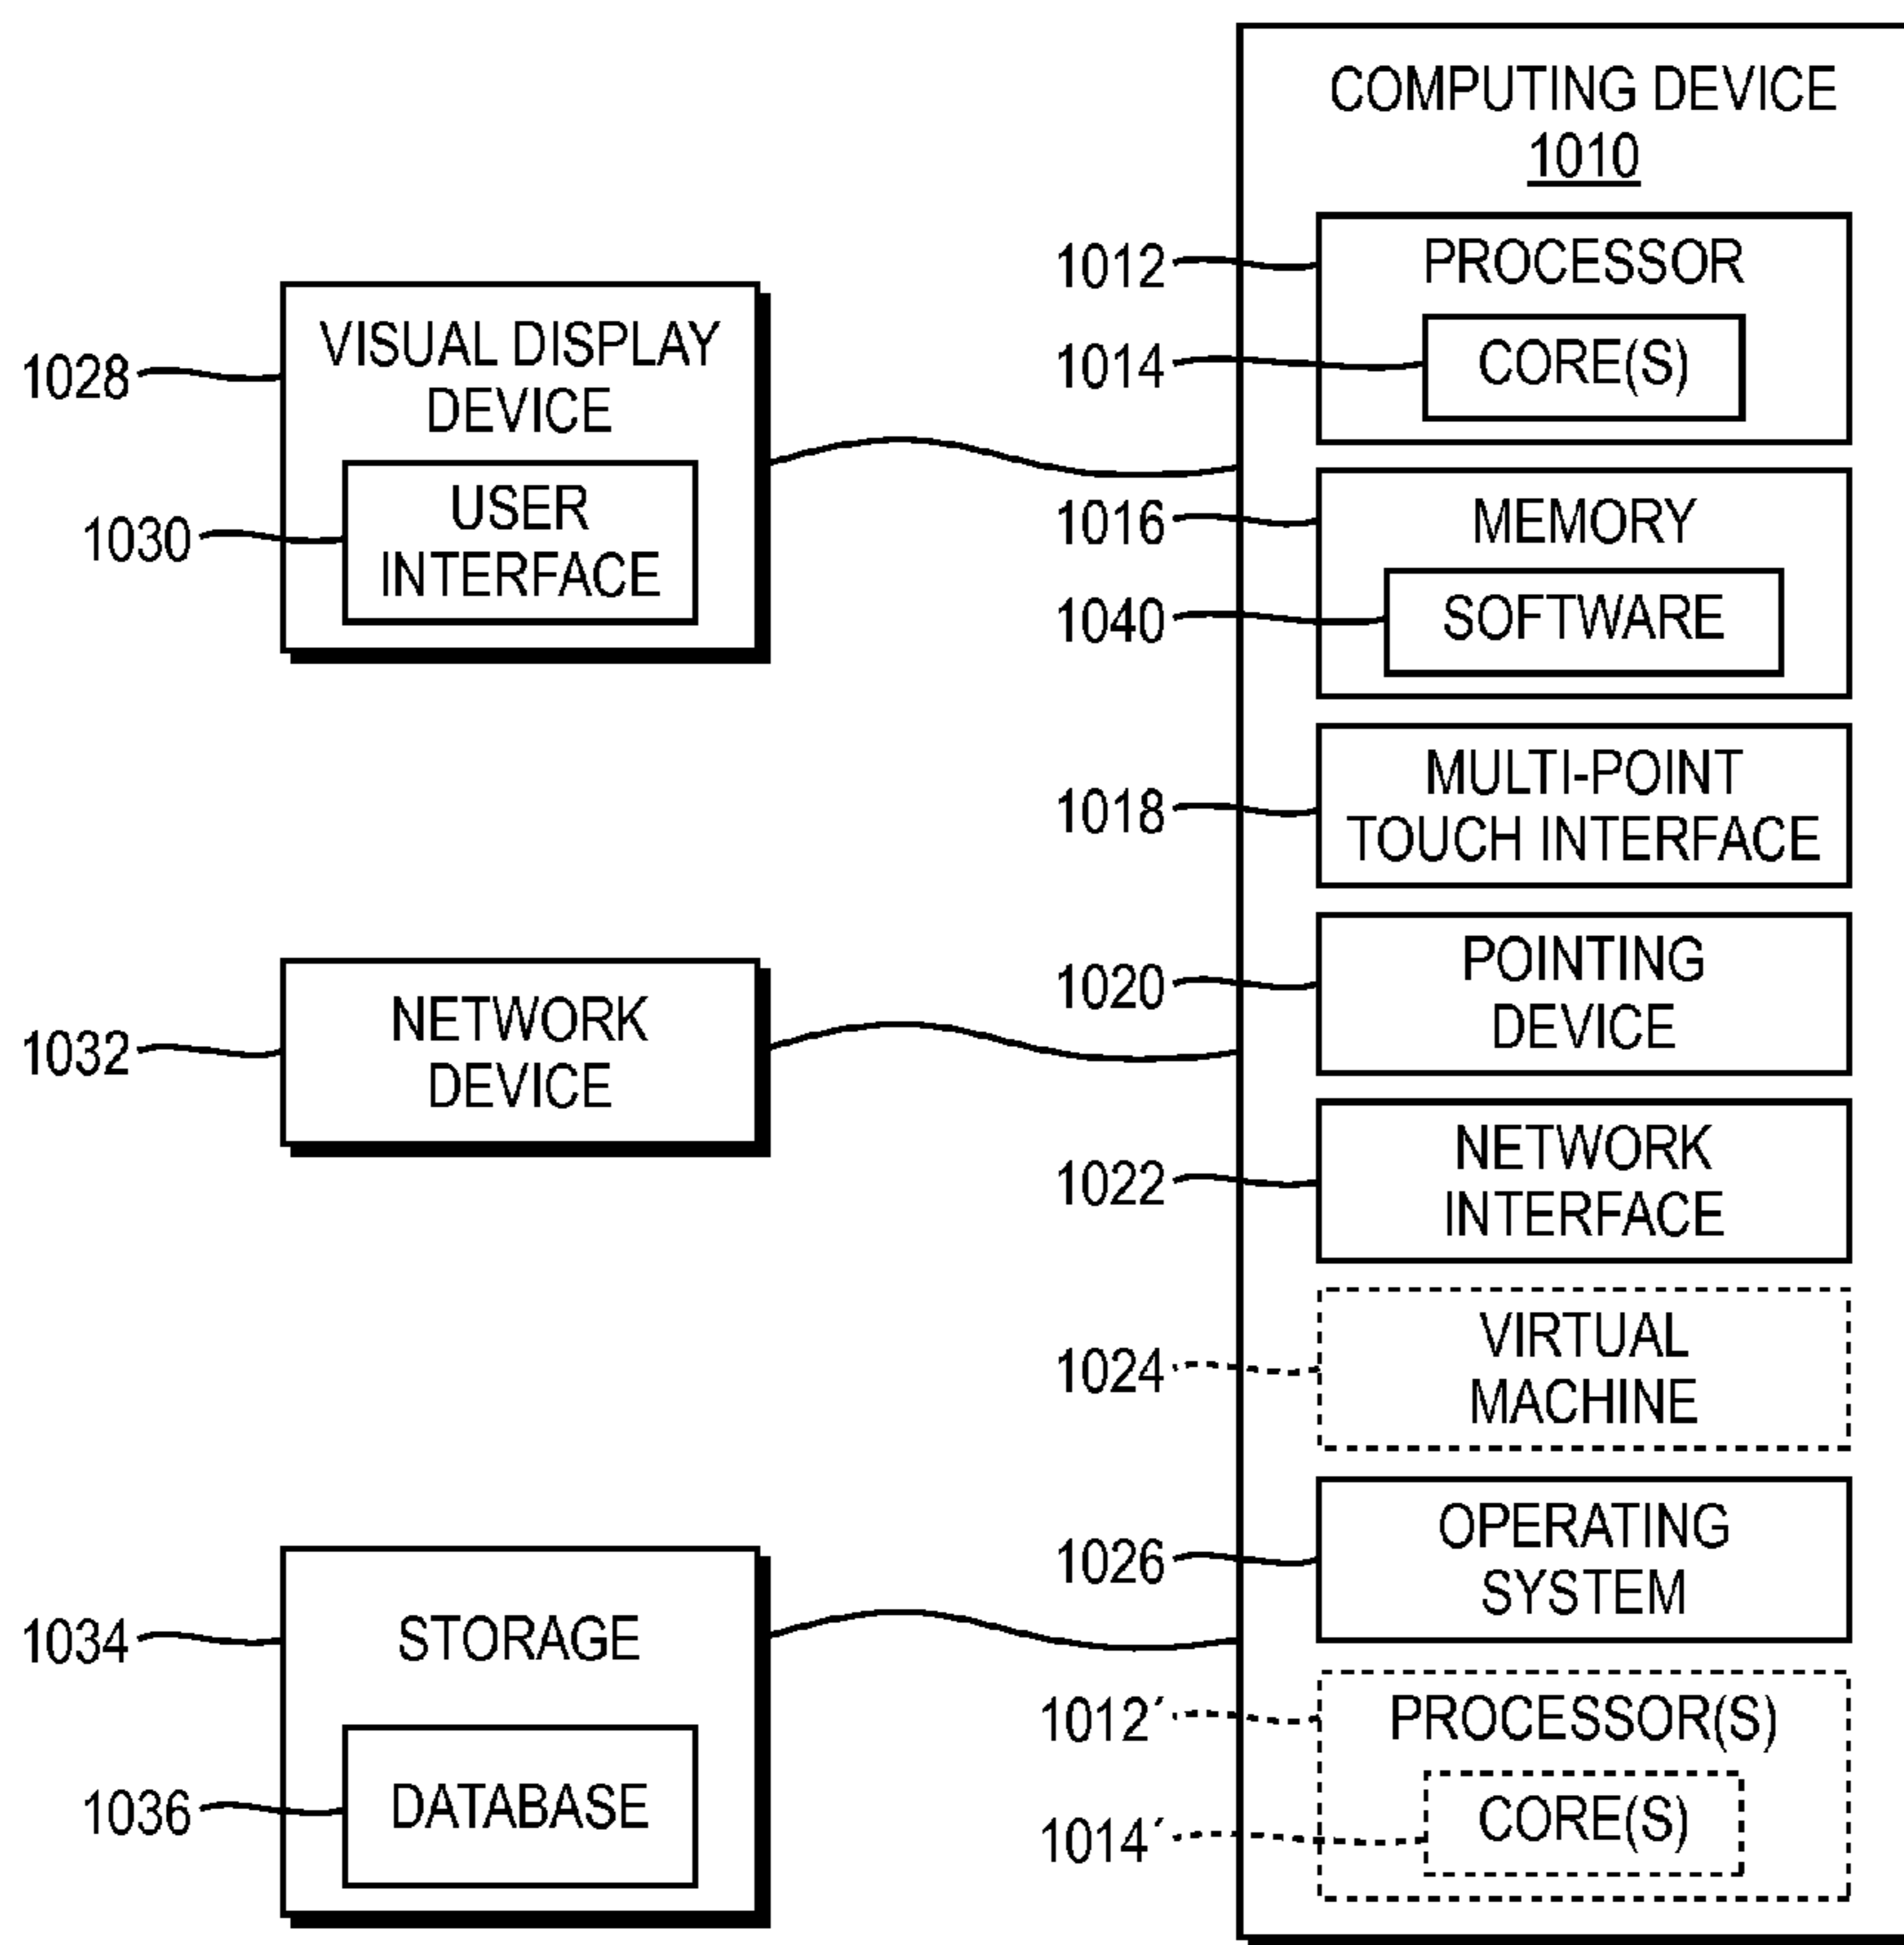 COMPUTING DEVICE
1010
1012
PROCESSOR
1014
CORE(S)
1028
VISUAL DISPLAY
DEVICE
1030
USER
INTERFACE
1016
MEMORY
1040
SOFTWARE
1018
MULTI-POINT
TOUCH INTERFACE
1032
NETWORK
DEVICE
1020
POINTING
DEVICE
1022
NETWORK
INTERFACE
1024
VIRTUAL
MACHINE
1026
OPERATING
SYSTEM
1034
STORAGE
1036
DATABASE
1012´
PROCESSOR(S)
1014´
CORE(S)